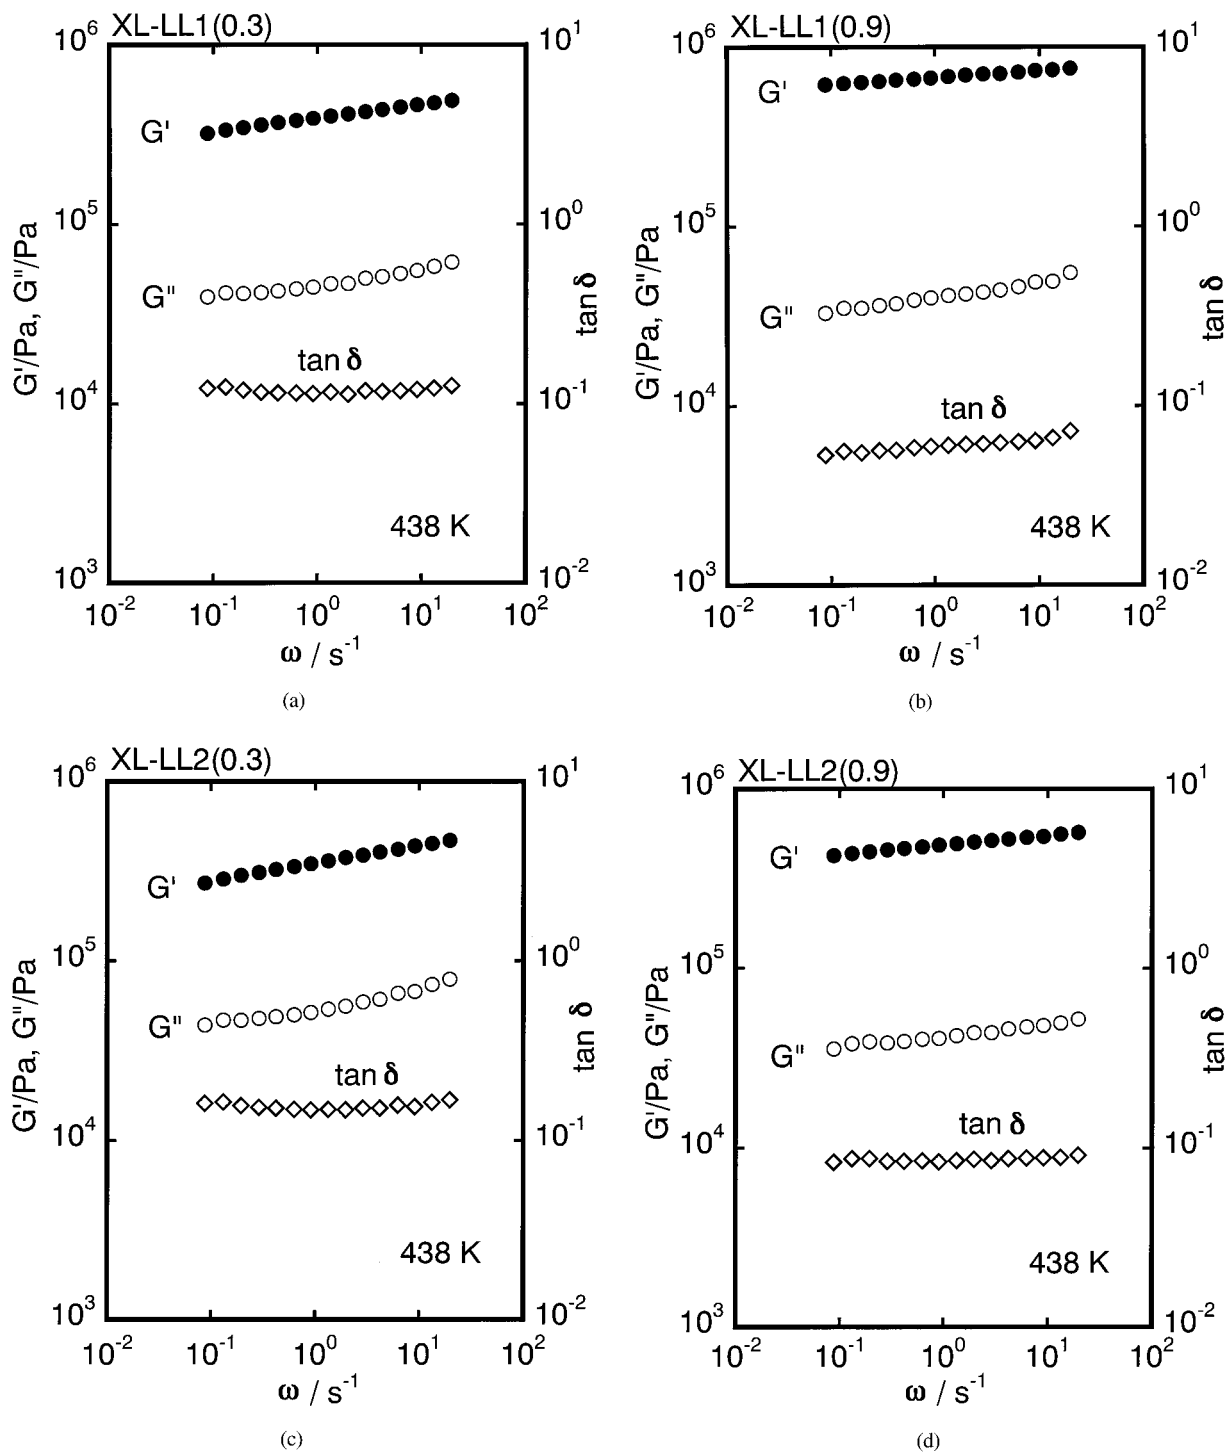 XL-LL1(0.3)
10^6
10^5
10^4
10^3
G'/Pa, G"/Pa
10^1
10^0
10^-1
10^-2
tan δ
G'
G"
tan δ
438 K
10^-2 10^-1 10^0 10^1 10^2
ω / s^-1
(a)
XL-LL1(0.9)
10^6
10^5
10^4
10^3
G'/Pa, G"/Pa
10^1
10^0
10^-1
10^-2
tan δ
G'
G"
tan δ
438 K
10^-2 10^-1 10^0 10^1 10^2
ω / s^-1
(b)
XL-LL2(0.3)
10^6
10^5
10^4
10^3
G'/Pa, G"/Pa
10^1
10^0
10^-1
10^-2
tan δ
G'
G"
tan δ
438 K
10^-2 10^-1 10^0 10^1 10^2
ω / s^-1
(c)
XL-LL2(0.9)
10^6
10^5
10^4
10^3
G'/Pa, G"/Pa
10^1
10^0
10^-1
10^-2
tan δ
G'
G"
tan δ
438 K
10^-2 10^-1 10^0 10^1 10^2
ω / s^-1
(d)